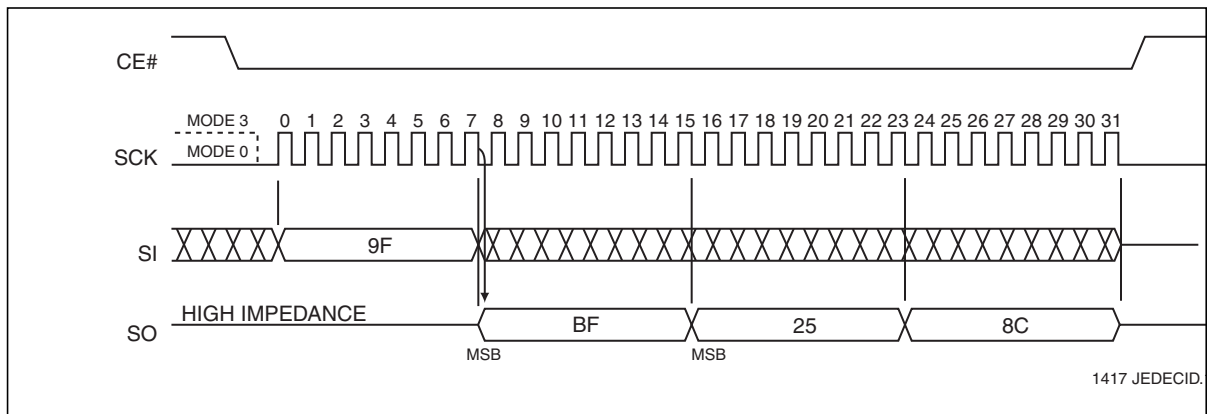 CE#
MODE 3
0 1 2 3 4 5 6 7 8 9 10 11 12 13 14 15 16 17 18 19 20 21 22 23 24 25 26 27 28 29 30 31
SCK
MODE 0
SI
9F
HIGH IMPEDANCE
SO
BF
25
8C
MSB
MSB
1417 JEDECID.